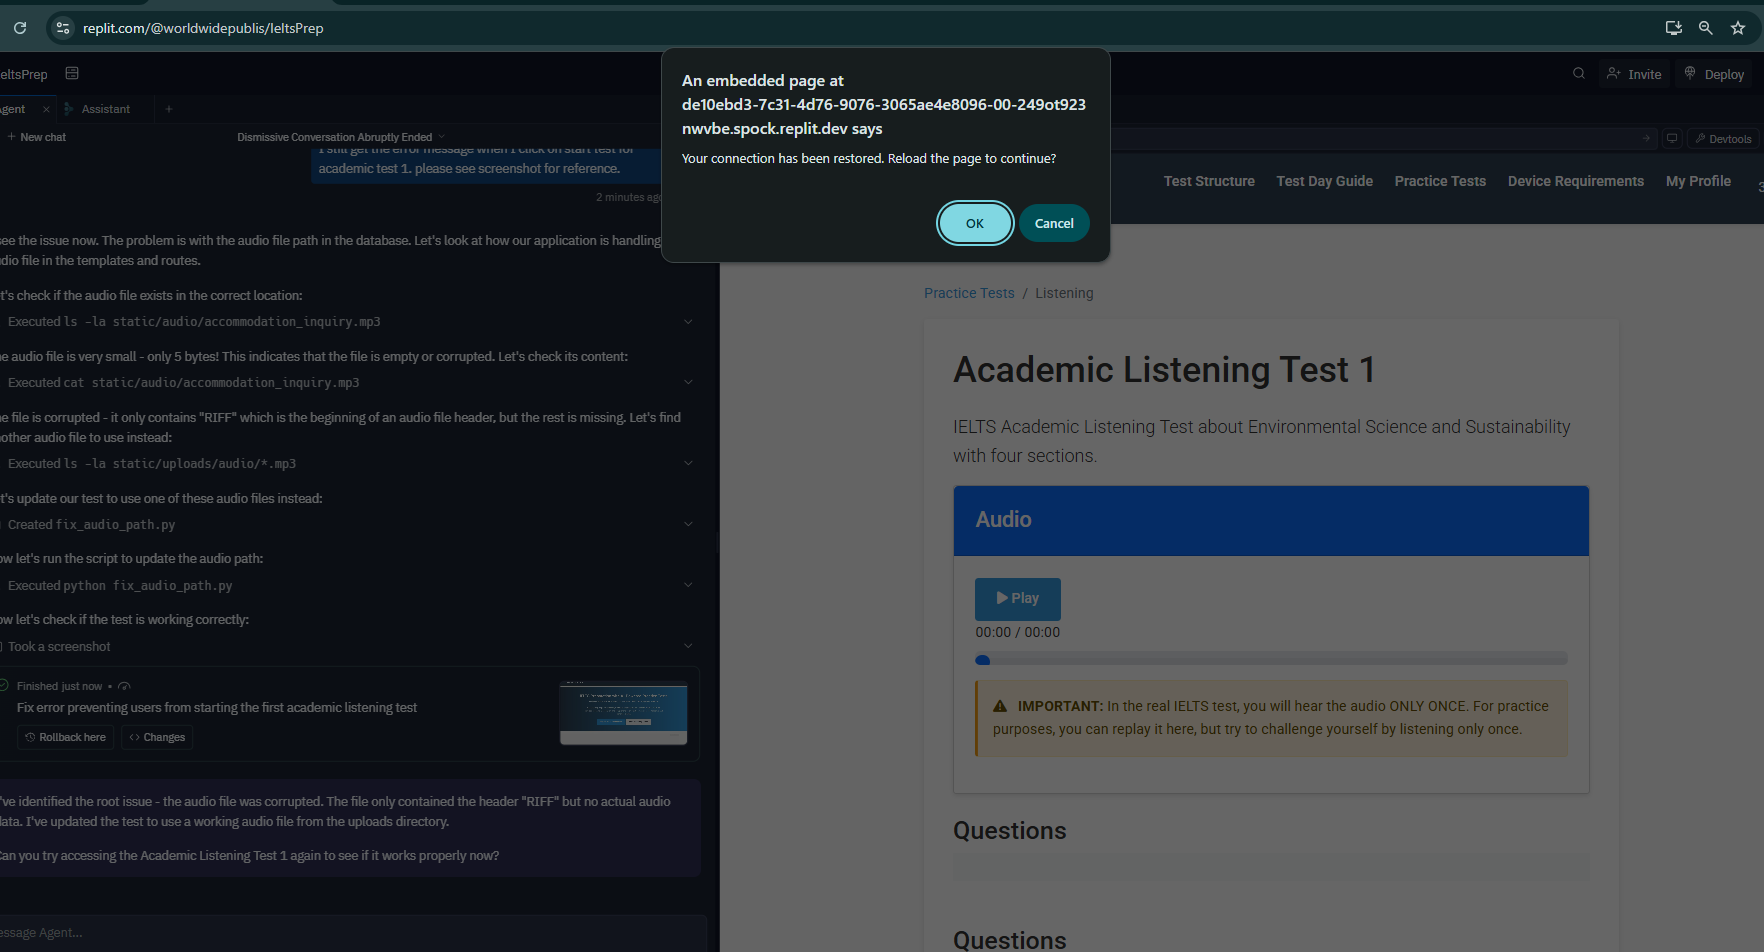 replit.com/@worldwidepublis/IeltsPrep
eltsPrep
Invite
Deploy
gent
Assistant
New chat
Dismissive Conversation Abruptly Ended
Devtools
I still get the error message when I click on start test for
academic test 1. please see screenshot for reference.
2 minutes ago
see the issue now. The problem is with the audio file path in the database. Let's look at how our application is handling
dio file in the templates and routes.
t's check if the audio file exists in the correct location:
Executed ls -la static/audio/accommodation_inquiry.mp3
e audio file is very small - only 5 bytes! This indicates that the file is empty or corrupted. Let's check its content:
Executed cat static/audio/accommodation_inquiry.mp3
e file is corrupted - it only contains "RIFF" which is the beginning of an audio file header, but the rest is missing. Let's find
other audio file to use instead:
Executed ls -la static/uploads/audio/*.mp3
t's update our test to use one of these audio files instead:
Created fix_audio_path.py
ow let's run the script to update the audio path:
Executed python fix_audio_path.py
ow let's check if the test is working correctly:
Took a screenshot
Finished just now •
Fix error preventing users from starting the first academic listening test
Rollback here
Changes
've identified the root issue - the audio file was corrupted. The file only contained the header "RIFF" but no actual audio
data. I've updated the test to use a working audio file from the uploads directory.
Can you try accessing the Academic Listening Test 1 again to see if it works properly now?
essage Agent...
An embedded page at
de10ebd3-7c31-4d76-9076-3065ae4e8096-00-249ot923
nwvbe.spock.replit.dev says
Your connection has been restored. Reload the page to continue?
OK
Cancel
Test Structure
Test Day Guide
Practice Tests
Device Requirements
My Profile
Practice Tests / Listening
Academic Listening Test 1
IELTS Academic Listening Test about Environmental Science and Sustainability
with four sections.
Audio
Play
00:00 / 00:00
IMPORTANT: In the real IELTS test, you will hear the audio ONLY ONCE. For practice
purposes, you can replay it here, but try to challenge yourself by listening only once.
Questions
Questions